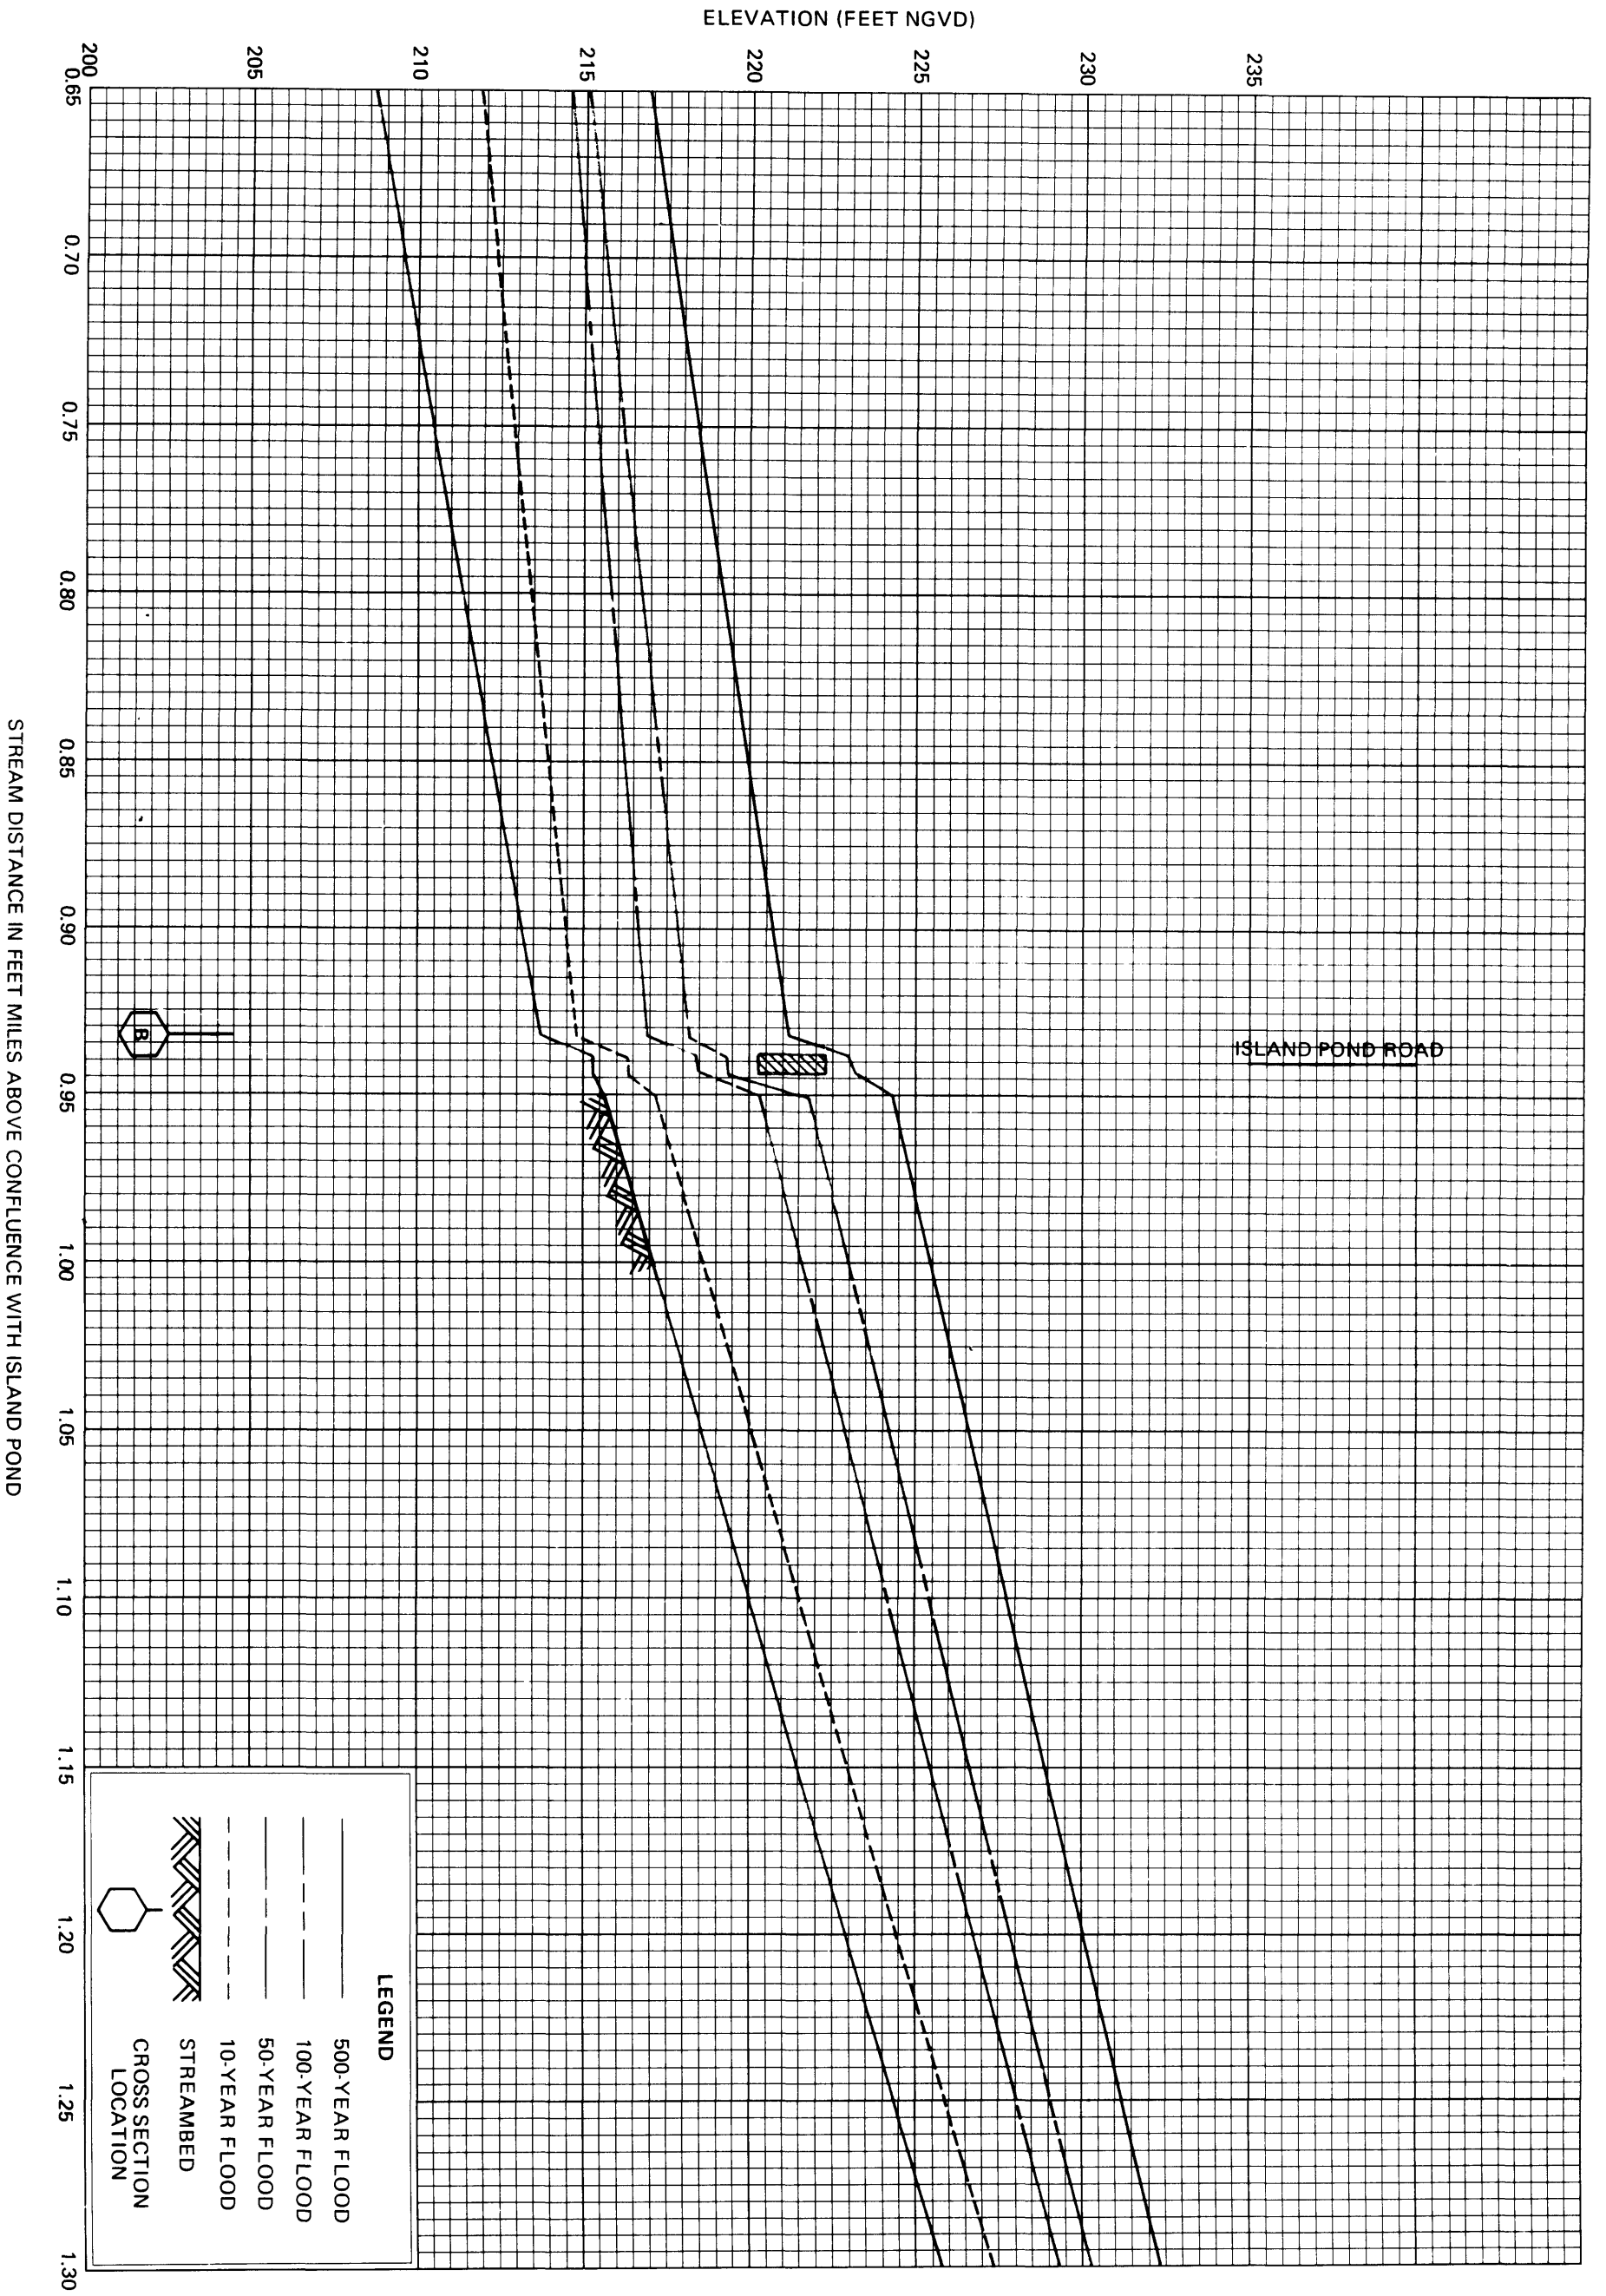 ELEVATION (FEET NGVD)
235
230
225
220
215
210
205
200
0.65
0.70
0.75
0.80
0.85
0.90
0.95
1.00
1.05
1.10
1.15
1.20
1.25
1.30
STREAM DISTANCE IN FEET MILES ABOVE CONFLUENCE WITH ISLAND POND
ISLAND POND ROAD
B
LEGEND
500-YEAR FLOOD
100-YEAR FLOOD
50-YEAR FLOOD
10-YEAR FLOOD
STREAMBED
CROSS SECTION
LOCATION